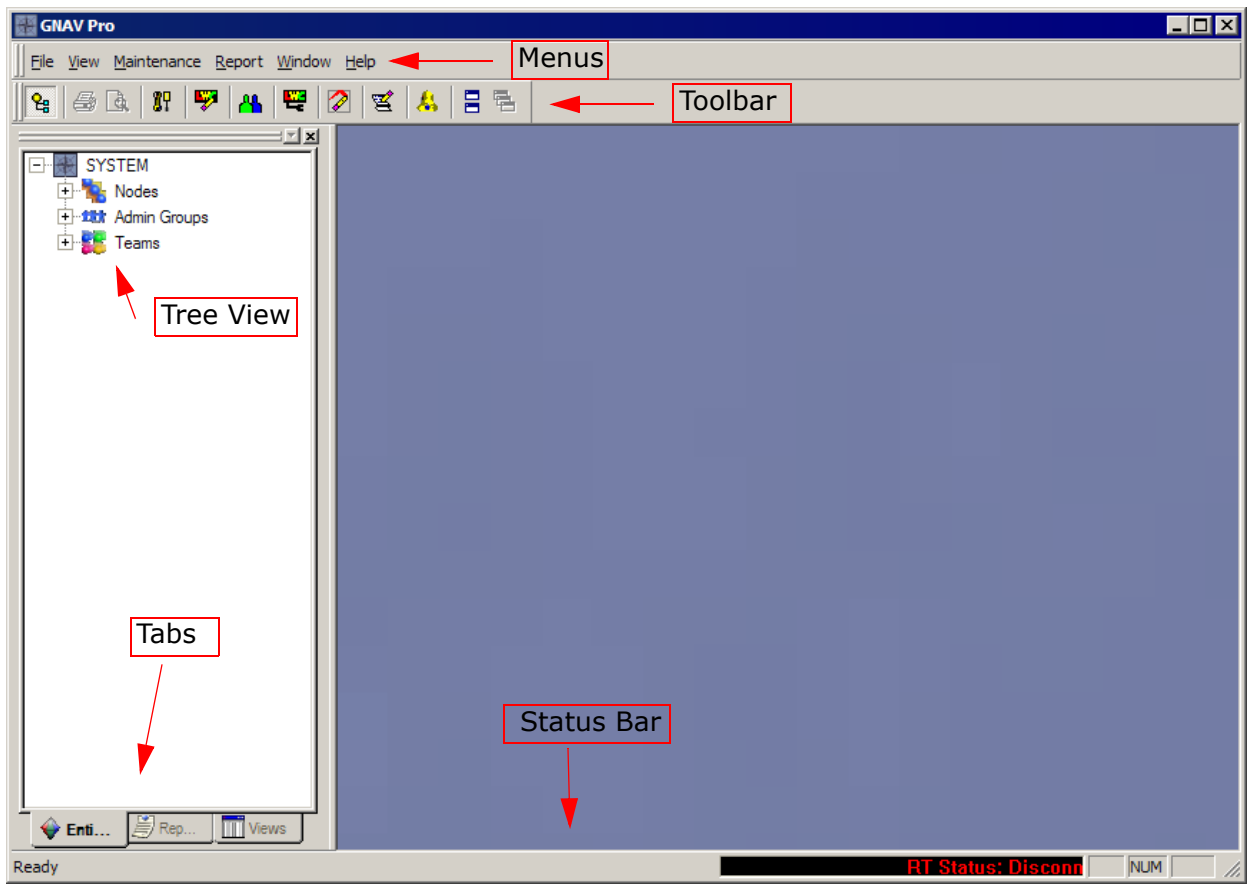 GNAV Pro
File View Maintenance Report Window Help
Menus
Toolbar
SYSTEM
Nodes
Admin Groups
Teams
Tree View
Tabs
Status Bar
Enti... Rep... Views
Ready
RT Status: Disconn
NUM